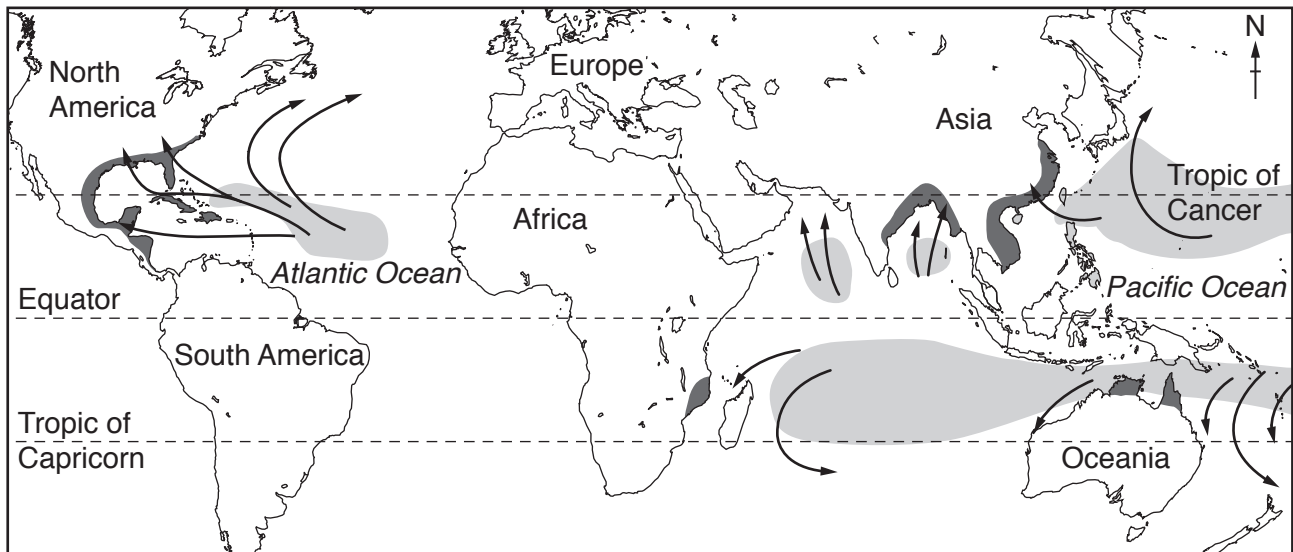 N
North
America
Europe
Asia
Tropic of
Cancer
Africa
Atlantic Ocean
Pacific Ocean
Equator
South America
Tropic of
Capricorn
Oceania